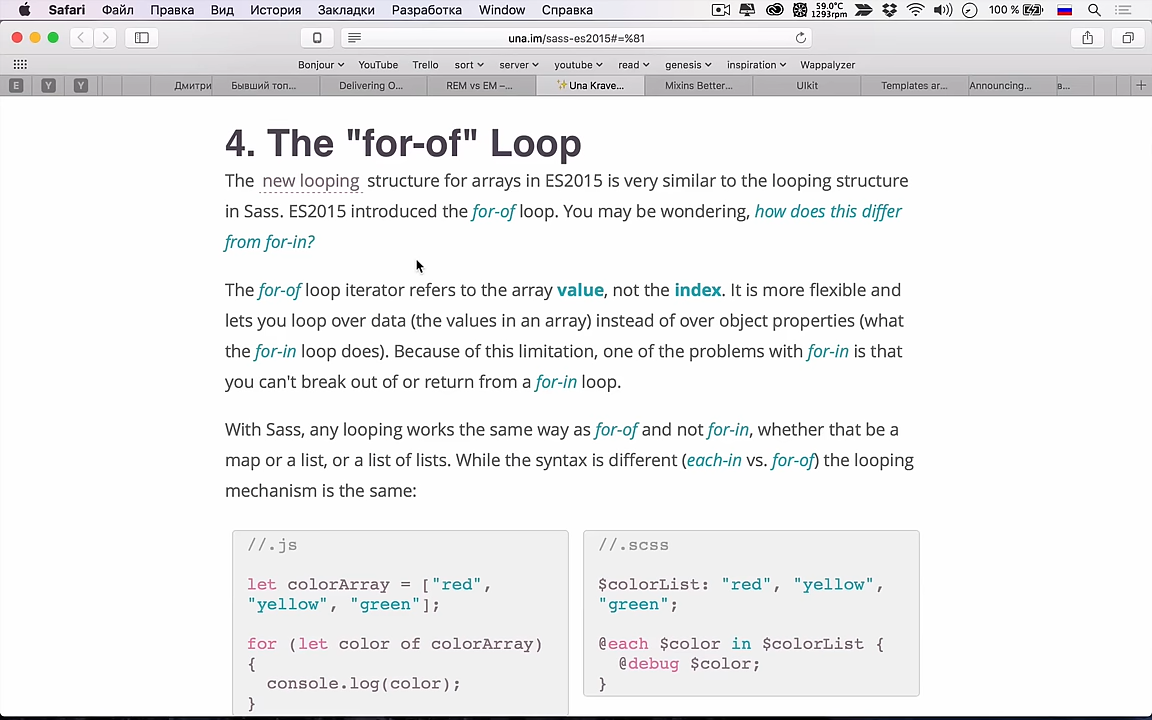 Safari Файл Правка Вид История Закладки Разработка Window Справка 59.0°C 1293rpm 100 %
una.im/sass-es2015#=%81
Bonjour YouTube Trello sort server youtube read genesis inspiration Wappalyzer
E Y Y Дмитри Бывший топ... Delivering O... REM vs EM –... ✨Una Krave... Mixins Better... UIkit Templates ar... Announcing... в...
4. The "for-of" Loop
The new looping structure for arrays in ES2015 is very similar to the looping structure
in Sass. ES2015 introduced the for-of loop. You may be wondering, how does this differ
from for-in?
The for-of loop iterator refers to the array value, not the index. It is more flexible and
lets you loop over data (the values in an array) instead of over object properties (what
the for-in loop does). Because of this limitation, one of the problems with for-in is that
you can't break out of or return from a for-in loop.
With Sass, any looping works the same way as for-of and not for-in, whether that be a
map or a list, or a list of lists. While the syntax is different (each-in vs. for-of) the looping
mechanism is the same:
//.js
let colorArray = ["red",
"yellow", "green"];
for (let color of colorArray)
{
console.log(color);
}
//.scss
$colorList: "red", "yellow",
"green";
@each $color in $colorList {
@debug $color;
}